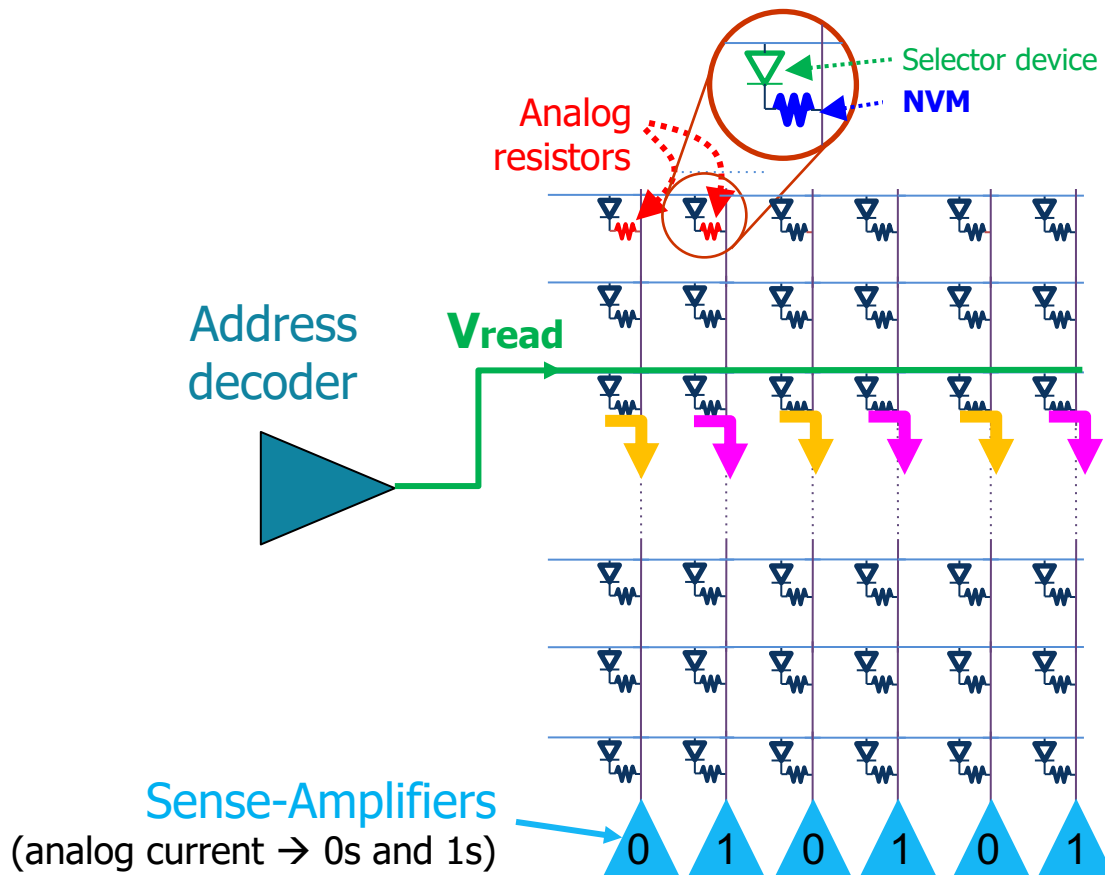 Selector device
NVM
Analog
resistors
Address
decoder
Vread
Sense-Amplifiers
(analog current → 0s and 1s)
0 1 0 1 0 1